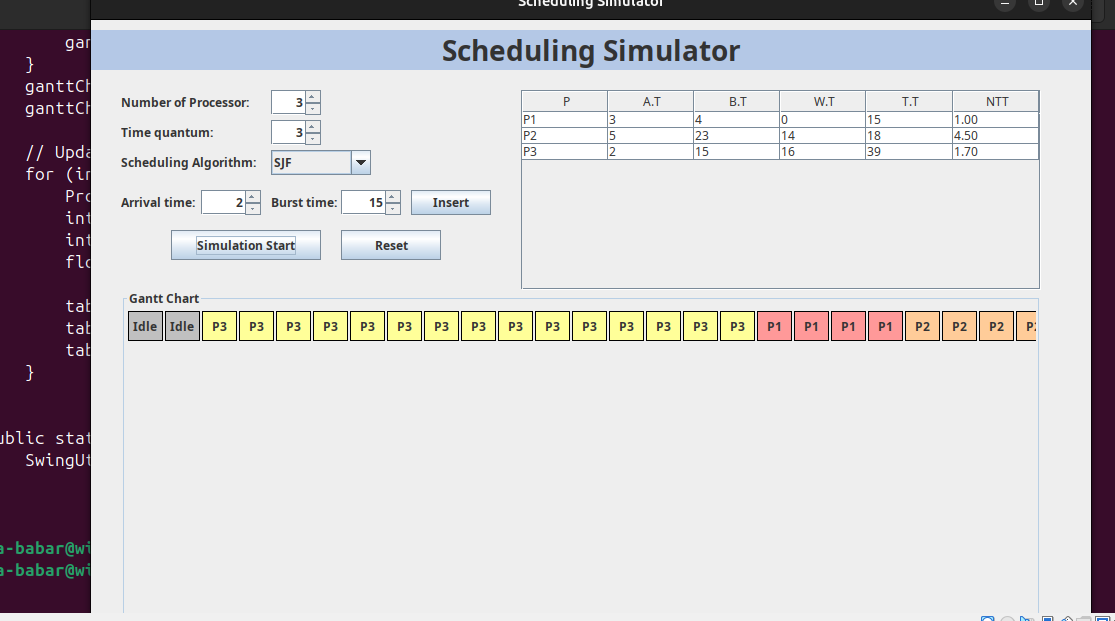 Scheduling Simulator
Scheduling Simulator
gan
}
ganttCh
ganttCh
// Upda
for (in
Pro
int
int
flo
tab
tab
tab
}
ublic stat
SwingUt
a-babar@wi
a-babar@wi
Number of Processor: 3
Time quantum: 3
Scheduling Algorithm: SJF
Arrival time: 2 Burst time: 15 Insert
Simulation Start Reset
P A.T B.T W.T T.T NTT
P1 3 4 0 15 1.00
P2 5 23 14 18 4.50
P3 2 15 16 39 1.70
Gantt Chart
Idle Idle P3 P3 P3 P3 P3 P3 P3 P3 P3 P3 P3 P3 P3 P3 P3 P1 P1 P1 P1 P2 P2 P2 P2